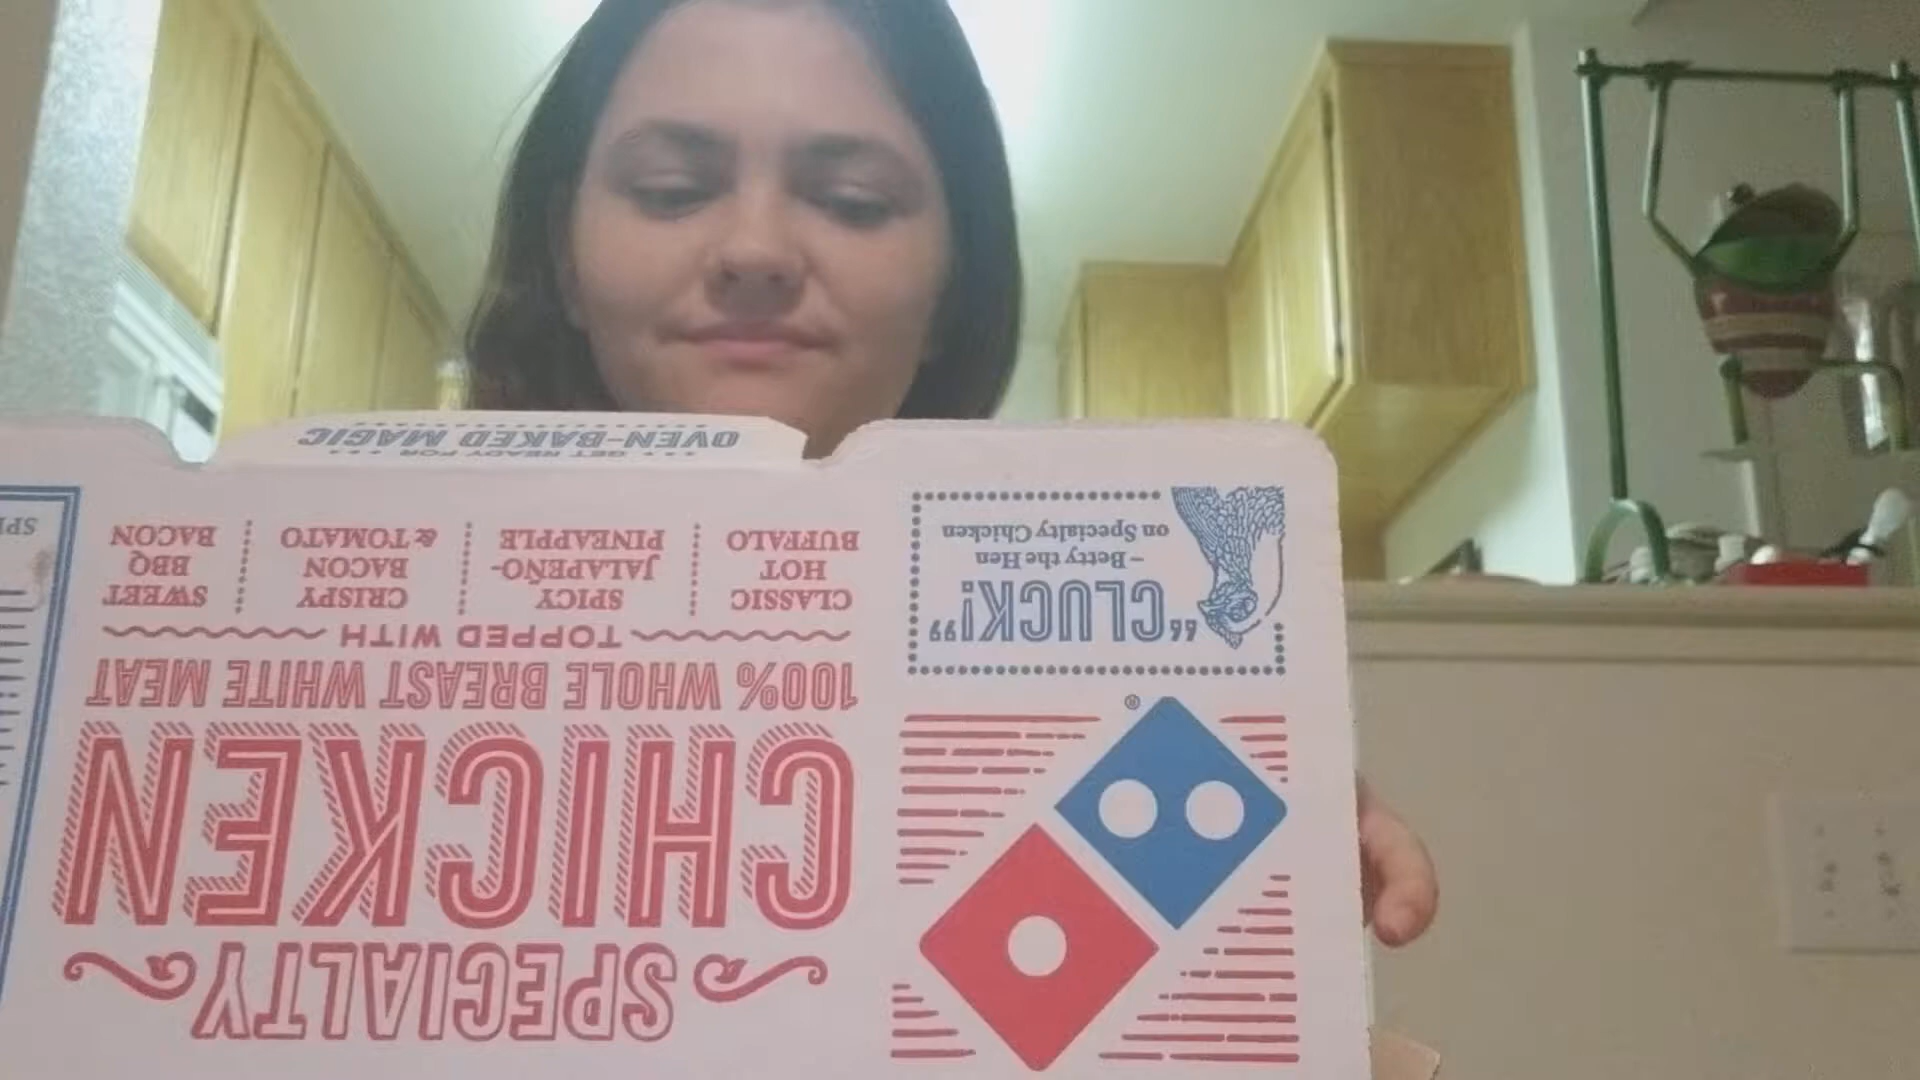 SPECIALTY
CHICKEN
100% WHOLE BREAST WHITE MEAT
TOPPED WITH
CLASSIC
HOT
BUFFALO
SPICY
JALAPEÑO-
PINEAPPLE
CRISPY
BACON
& TOMATO
SWEET
BBQ
BACON
®
“CLUCK!”
– Betty the Hen
on Specialty Chicken
GET READY FOR
OVEN-BAKED MAGIC